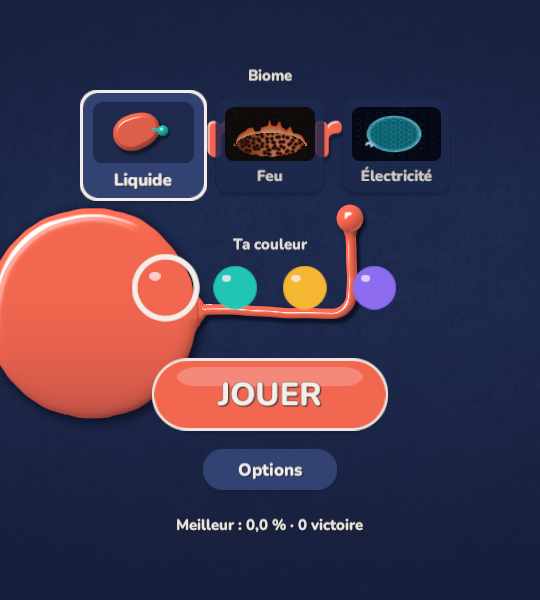 Biome
Liquide
Feu
Électricité
Ta couleur
JOUER
Options
Meilleur : 0,0 % · 0 victoire